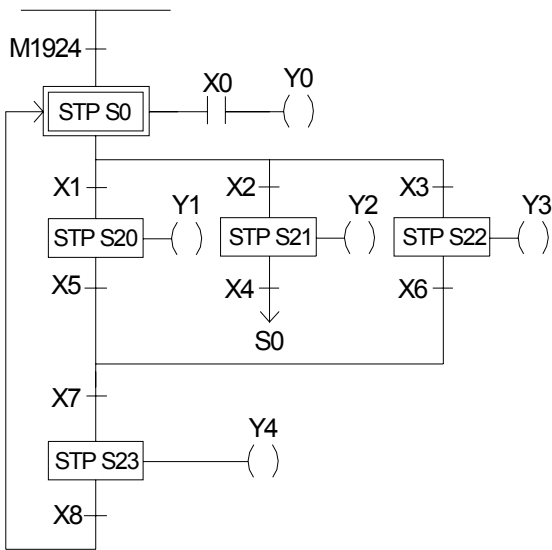 M1924
X0 Y0
STP S0
X1 X2 X3
Y1 Y2 Y3
STP S20 STP S21 STP S22
X5 X4 X6
S0
X7
Y4
STP S23
X8